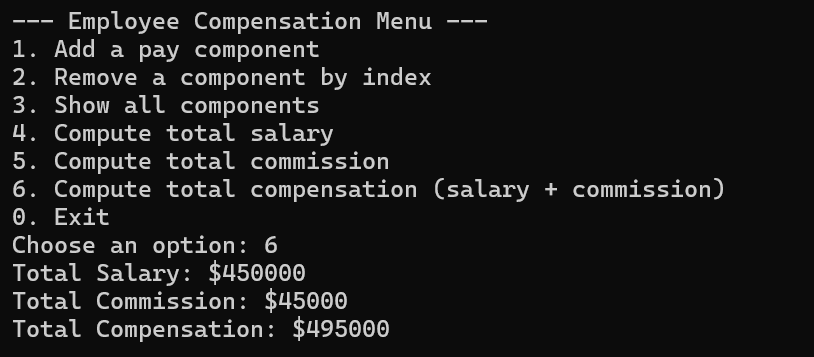 --- Employee Compensation Menu ---
1. Add a pay component
2. Remove a component by index
3. Show all components
4. Compute total salary
5. Compute total commission
6. Compute total compensation (salary + commission)
0. Exit
Choose an option: 6
Total Salary: $450000
Total Commission: $45000
Total Compensation: $495000